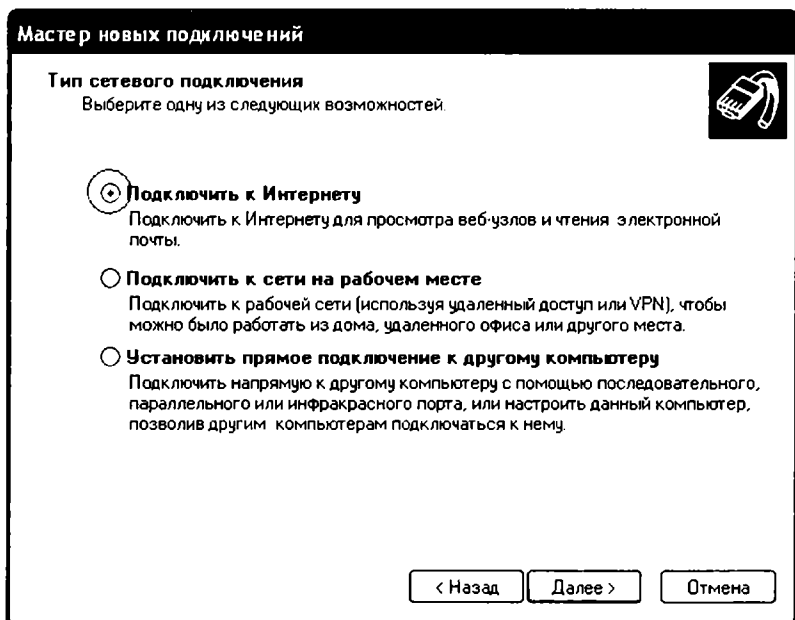 Мастер новых подключений
Тип сетевого подключения
Выберите одну из следующих возможностей.
Подключить к Интернету
Подключить к Интернету для просмотра веб-узлов и чтения электронной
почты.
Подключить к сети на рабочем месте
Подключить к рабочей сети (используя удаленный доступ или VPN), чтобы
можно было работать из дома, удаленного офиса или другого места.
Установить прямое подключение к другому компьютеру
Подключить напрямую к другому компьютеру с помощью последовательного,
параллельного или инфракрасного порта, или настроить данный компьютер,
позволив другим компьютерам подключаться к нему.
< Назад Далее > Отмена